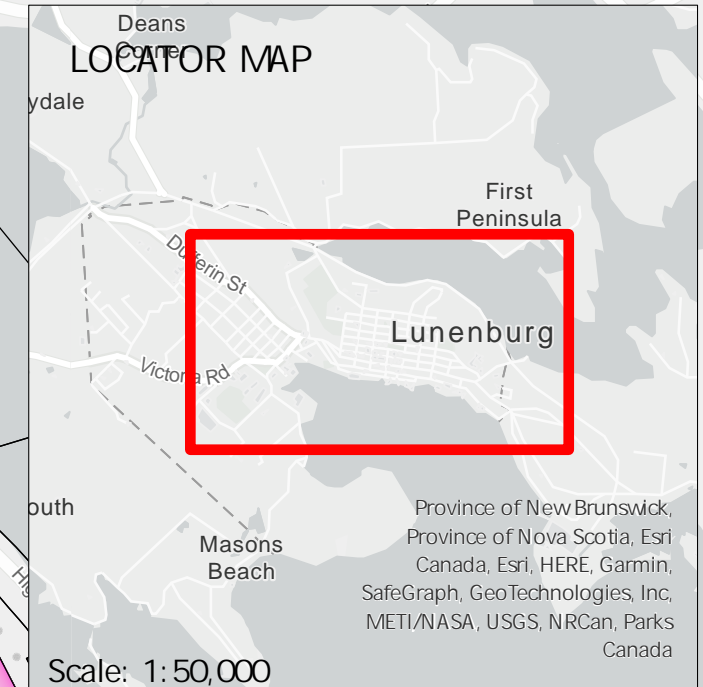 Deans
Corner
LOCATOR MAP
ydale
First
Peninsula
Dufferin St
Lunenburg
Victoria Rd
outh
Masons
Beach
Province of New Brunswick,
Province of Nova Scotia, Esri
Canada, Esri, HERE, Garmin,
SafeGraph, GeoTechnologies, Inc,
METI/NASA, USGS, NRCan, Parks
Canada
Hig
Scale: 1:50,000